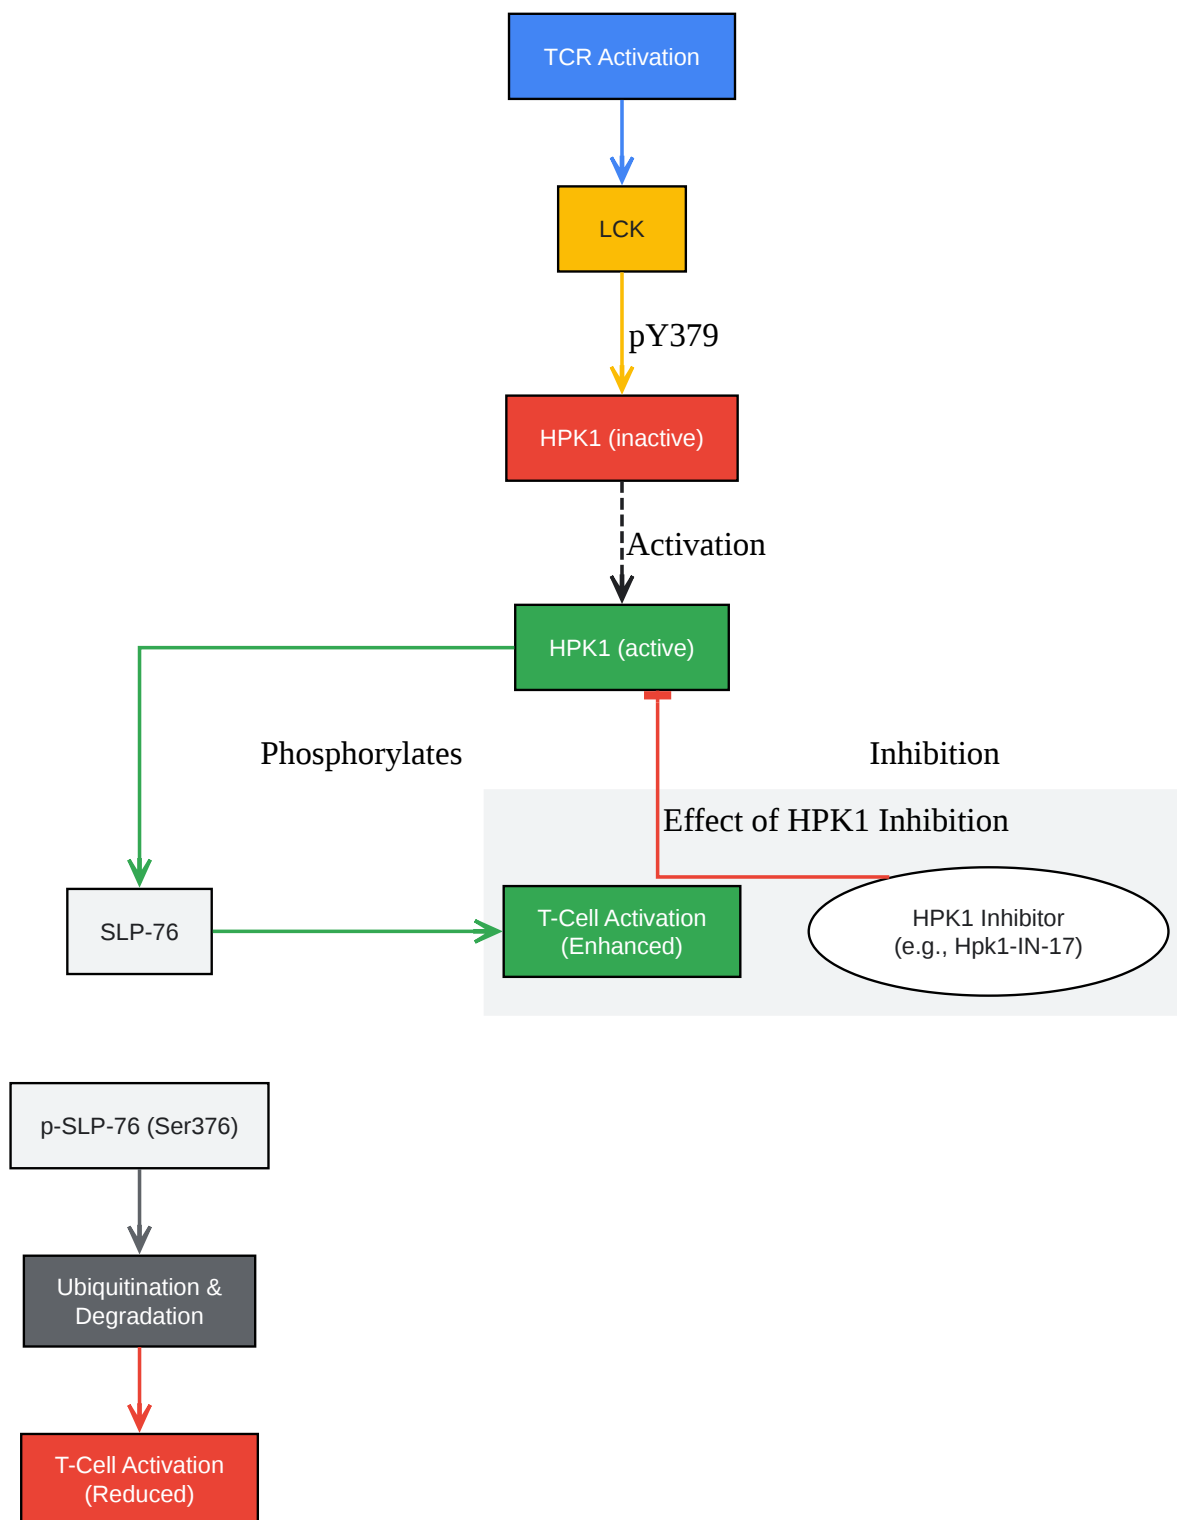 TCR Activation
LCK
pY379
HPK1 (inactive)
Activation
HPK1 (active)
Phosphorylates
Inhibition
Effect of HPK1 Inhibition
SLP-76
T-Cell Activation
(Enhanced)
HPK1 Inhibitor
(e.g., Hpk1-IN-17)
p-SLP-76 (Ser376)
Ubiquitination &
Degradation
T-Cell Activation
(Reduced)